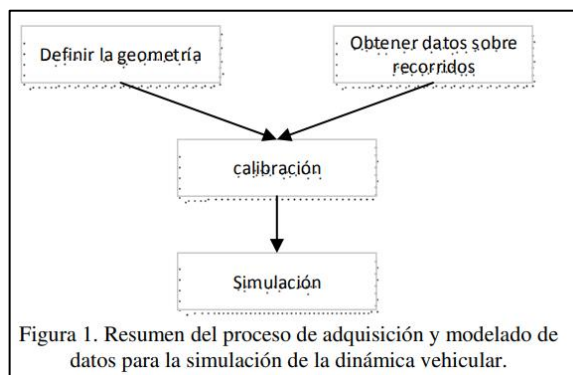 Definir la geometría
Obtener datos sobre
recorridos
calibración
Simulación
Figura 1. Resumen del proceso de adquisición y modelado de
datos para la simulación de la dinámica vehicular.